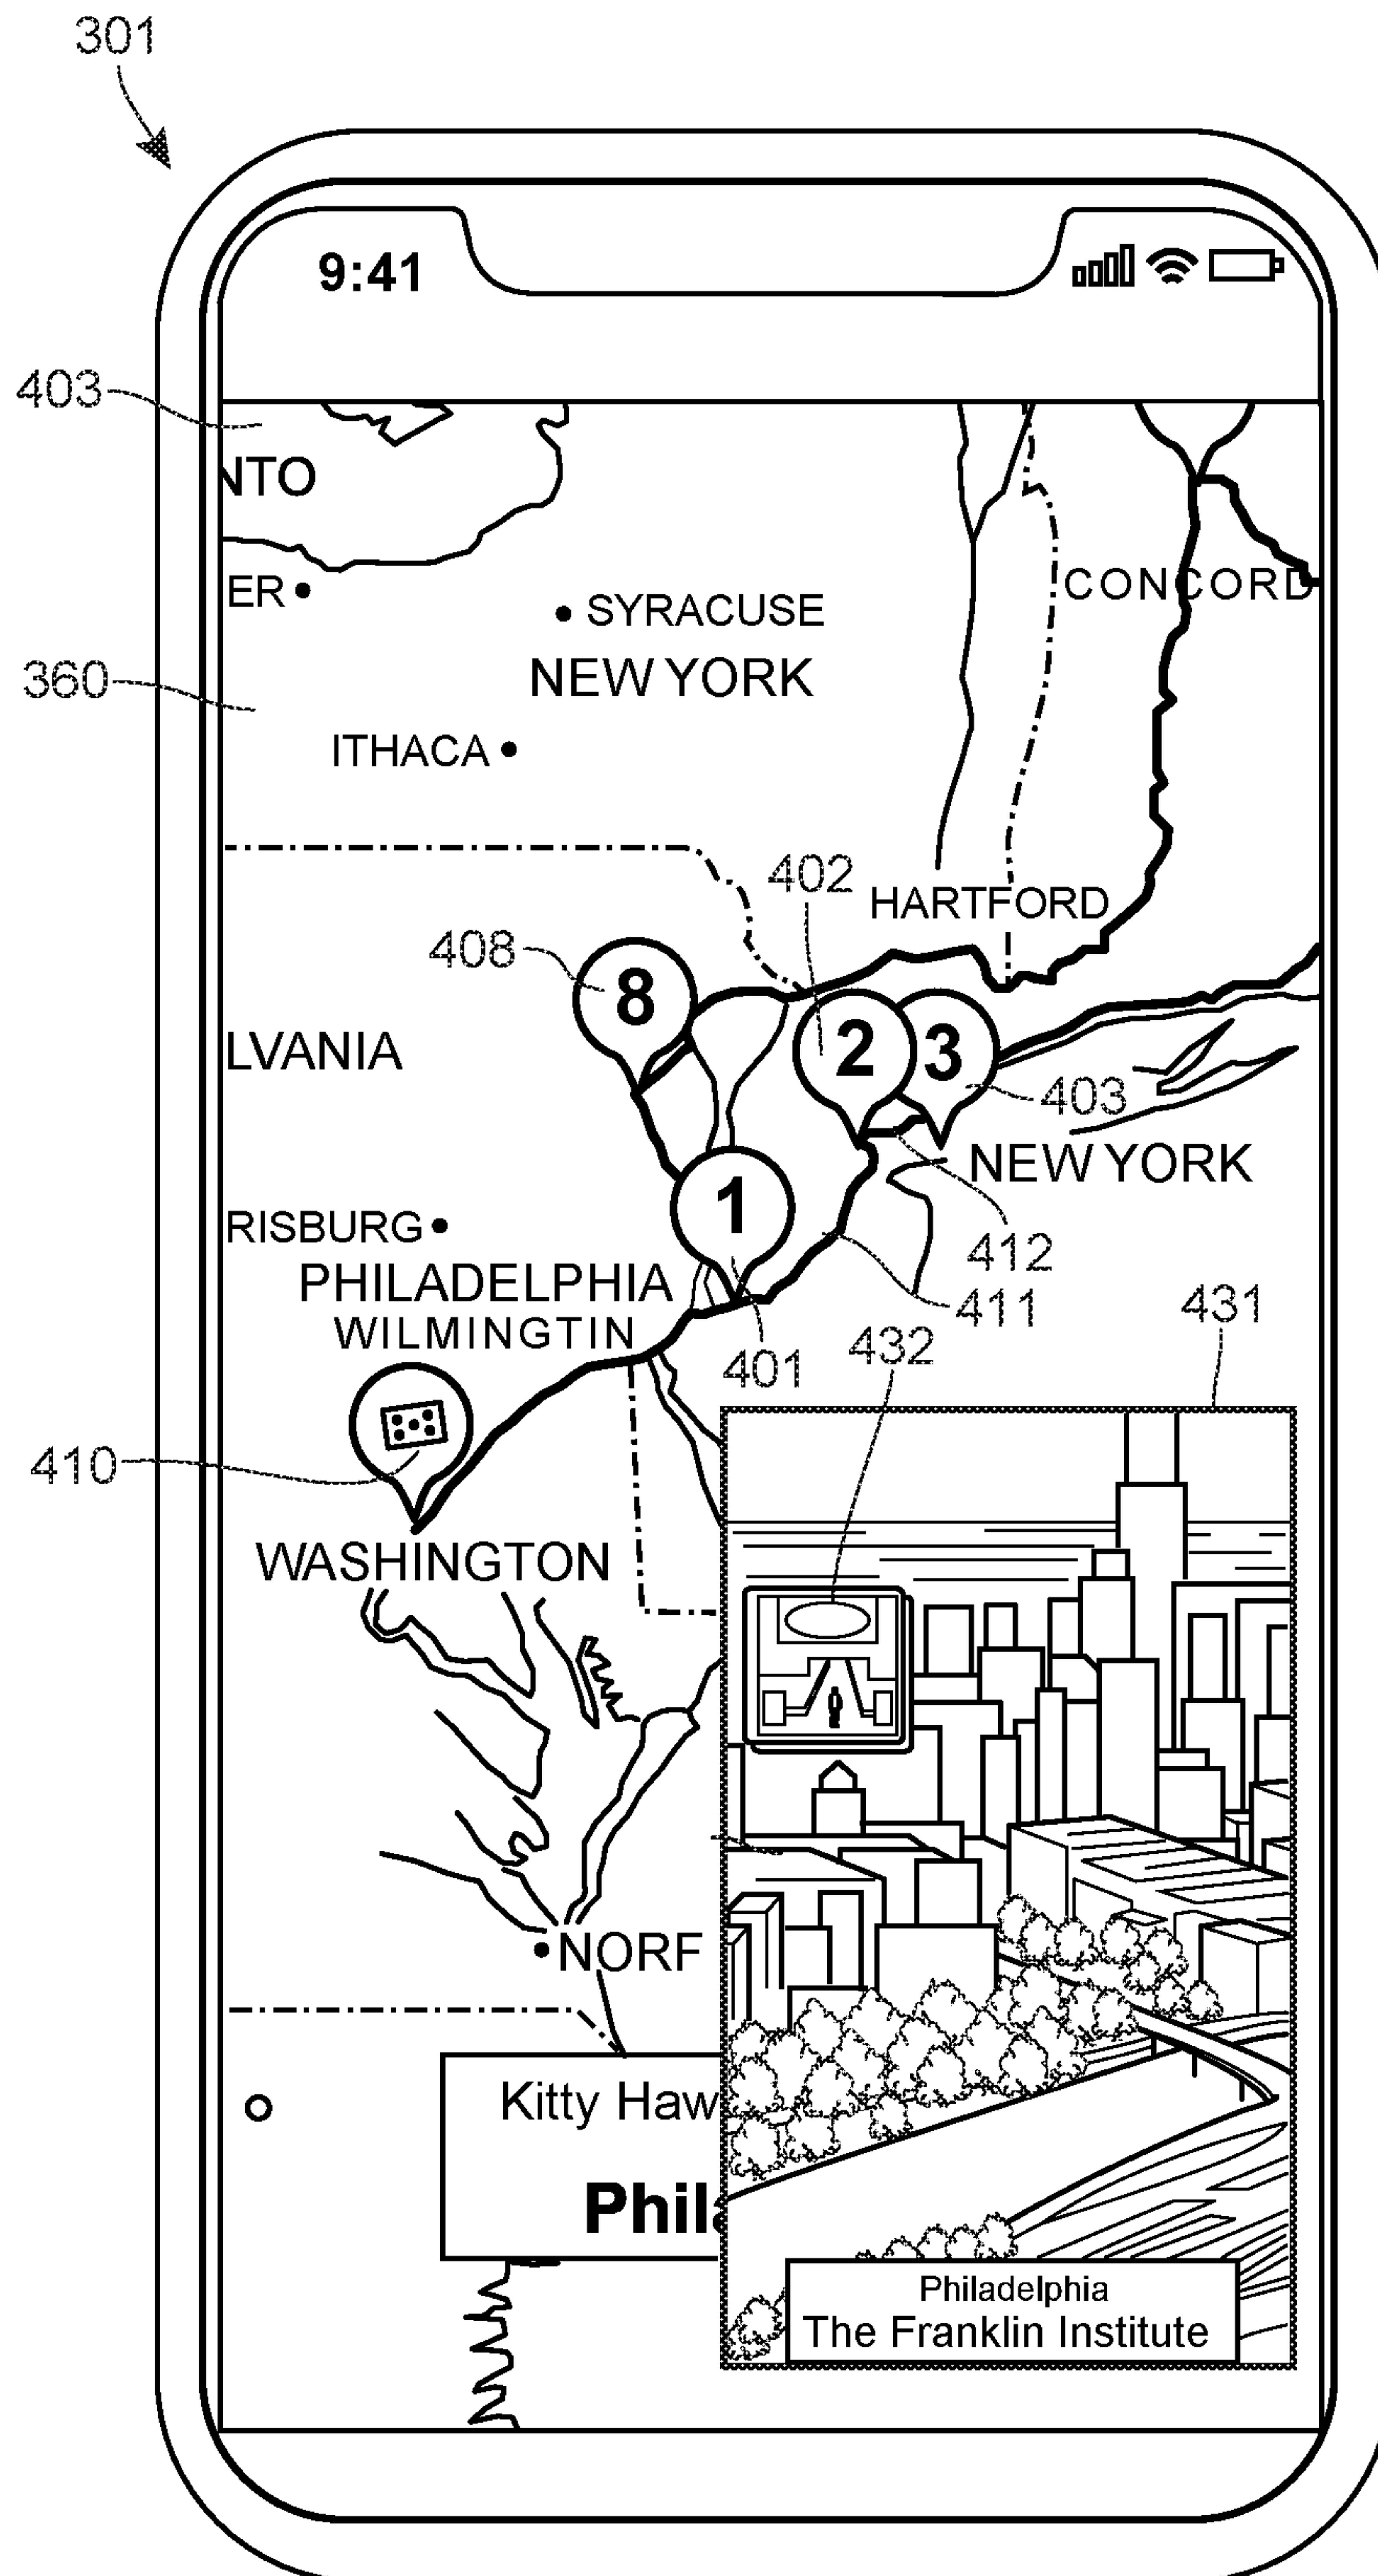 301
9:41
403
NTO
ER
SYRACUSE
CONCORD
360
NEW YORK
ITHACA
402
HARTFORD
408
8
2
3
LVANIA
403
NEW YORK
1
RISBURG
412
PHILADELPHIA
411
431
WILMINGTIN
401
432
410
WASHINGTON
NORF
Kitty Haw
Phila
Philadelphia
The Franklin Institute